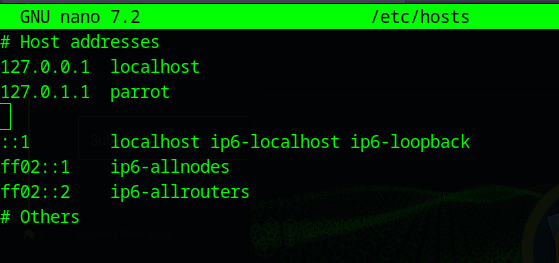 GNU nano 7.2 /etc/hosts
# Host addresses
127.0.0.1 localhost
127.0.1.1 parrot
::1 localhost ip6-localhost ip6-loopback
ff02::1 ip6-allnodes
ff02::2 ip6-allrouters
# Others